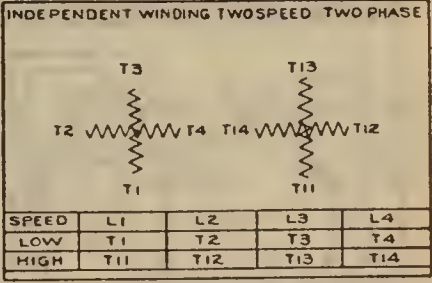 INDEPENDENT WINDING TWOSPEED TWO PHASE
T3 T13
T2 T4 T14 T12
T1 T11
SPEED L1 L2 L3 L4
LOW T1 T2 T3 T4
HIGH T11 T12 T13 T14